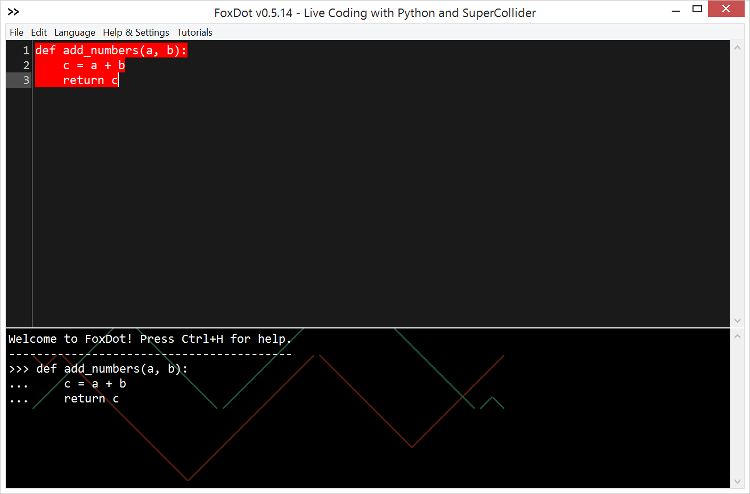 >> FoxDot v0.5.14 - Live Coding with Python and SuperCollider
File Edit Language Help & Settings Tutorials
1 def add_numbers(a, b):
2     c = a + b
3     return c
Welcome to FoxDot! Press Ctrl+H for help.
-----------------------------------------
>>> def add_numbers(a, b):
...     c = a + b
...     return c